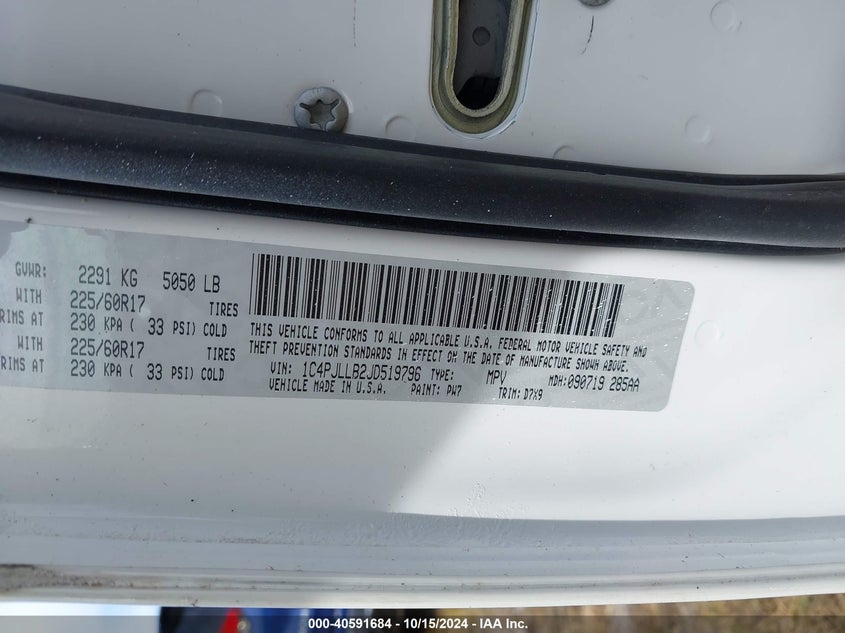 GVWR: 2291 KG 5050 LB
WITH 225/60R17 TIRES
RIMS AT 230 KPA ( 33 PSI) COLD
WITH 225/60R17 TIRES
RIMS AT 230 KPA ( 33 PSI) COLD
THIS VEHICLE CONFORMS TO ALL APPLICABLE U.S.A. FEDERAL MOTOR VEHICLE SAFETY AND
THEFT PREVENTION STANDARDS IN EFFECT ON THE DATE OF MANUFACTURE SHOWN ABOVE.
VIN: 1C4PJLLB2JD519796 TYPE: MPV MDH:090719 285AA
VEHICLE MADE IN U.S.A. PAINT: PW7 TRIM: D7X9
000-40591684 - 10/15/2024 - IAA Inc.